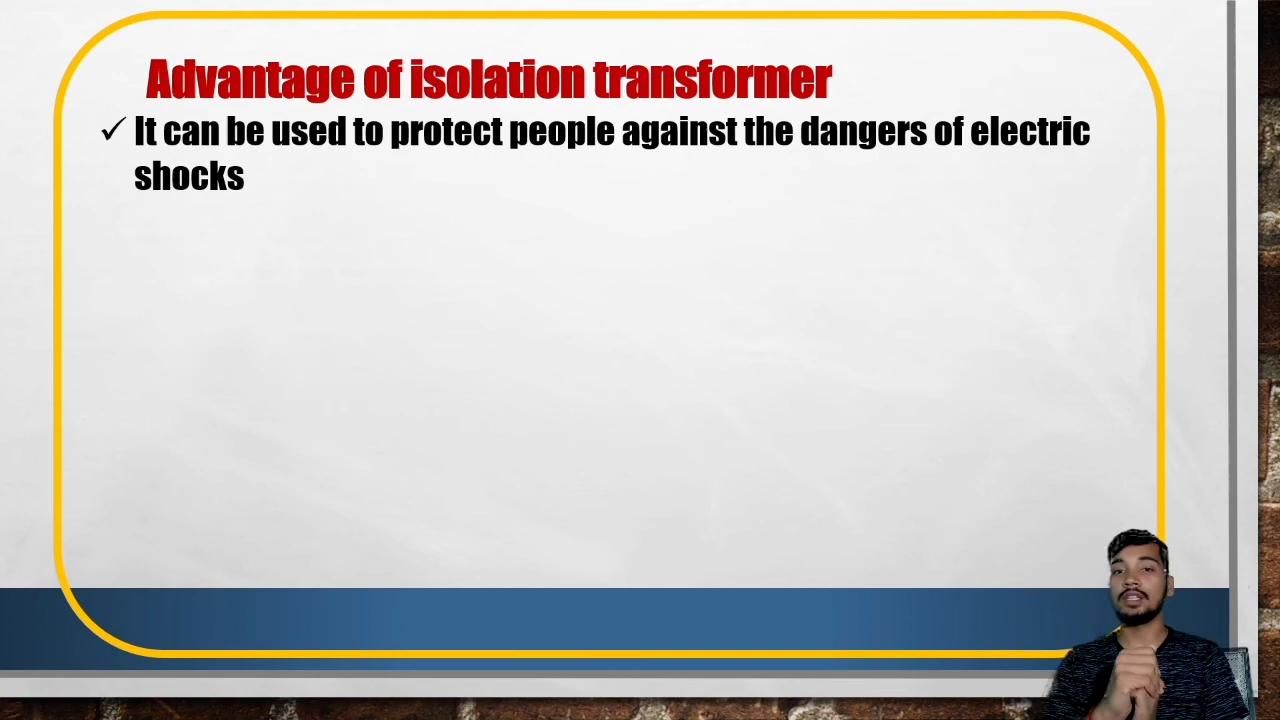 Advantage of isolation transformer
✓ It can be used to protect people against the dangers of electric
shocks